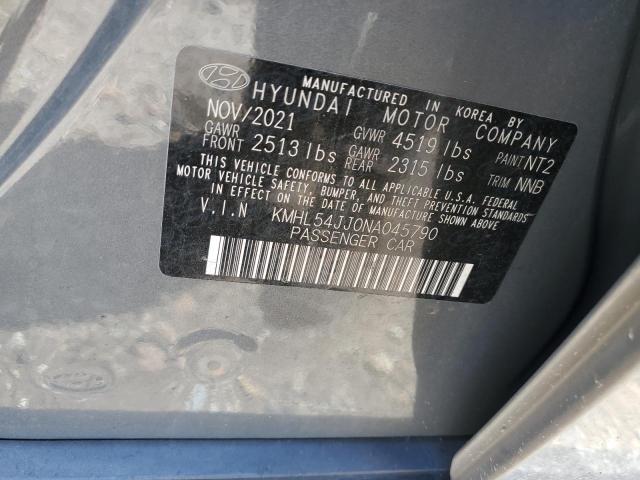 MANUFACTURED IN KOREA BY
HYUNDAI MOTOR COMPANY
NOV/2021 GVWR 4519 lbs PAINT NT2
GAWR FRONT 2513 lbs GAWR REAR 2315 lbs TRIM NNB
THIS VEHICLE CONFORMS TO ALL APPLICABLE U.S.A. FEDERAL
MOTOR VEHICLE SAFETY, BUMPER, AND THEFT PREVENTION STANDARDS
IN EFFECT ON THE DATE OF MANUFACTURE SHOWN ABOVE.
V.I.N KMHL54JJ0NA045790
PASSENGER CAR